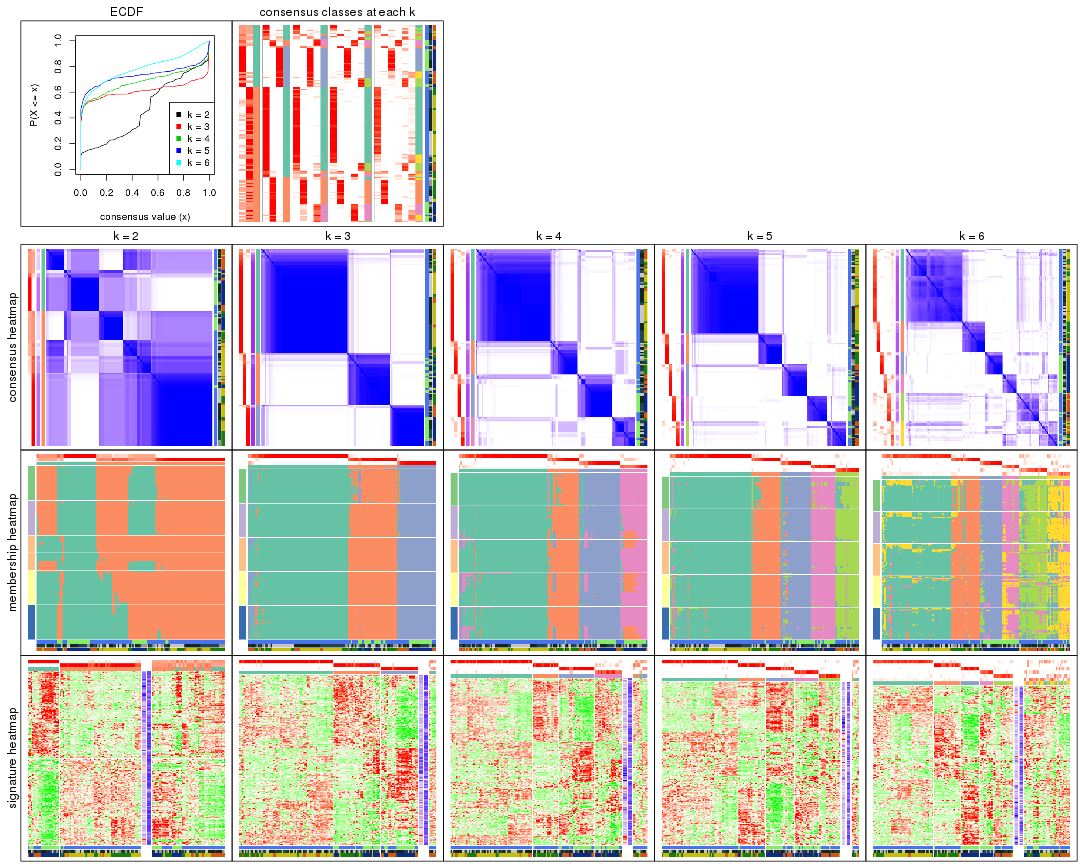 ECDF
consensus classes at each k
P(X <= x)
0.0 0.2 0.4 0.6 0.8 1.0
k = 2
k = 3
k = 4
k = 5
k = 6
0.0 0.2 0.4 0.6 0.8 1.0
consensus value (x)
k = 2 k = 3 k = 4 k = 5 k = 6
consensus heatmap
membership heatmap
signature heatmap